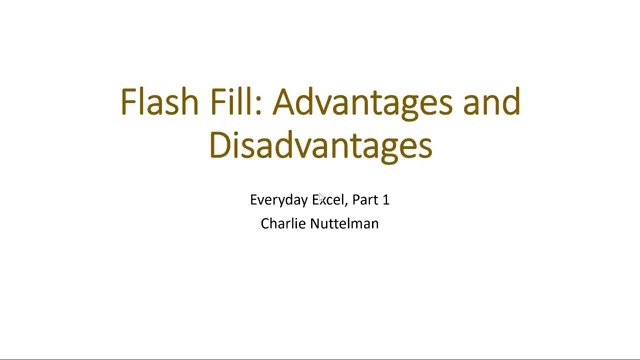 Flash Fill: Advantages and
Disadvantages
Everyday Excel, Part 1
Charlie Nuttelman